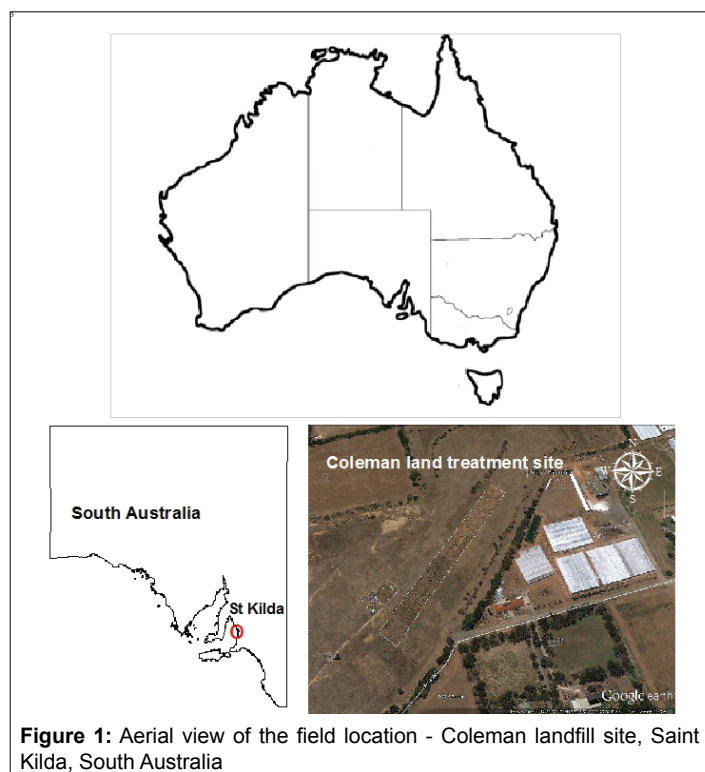 South Australia
St Kilda
Coleman land treatment site
N
W
E
S
Google earth
Figure 1: Aerial view of the field location - Coleman landfill site, Saint
Kilda, South Australia